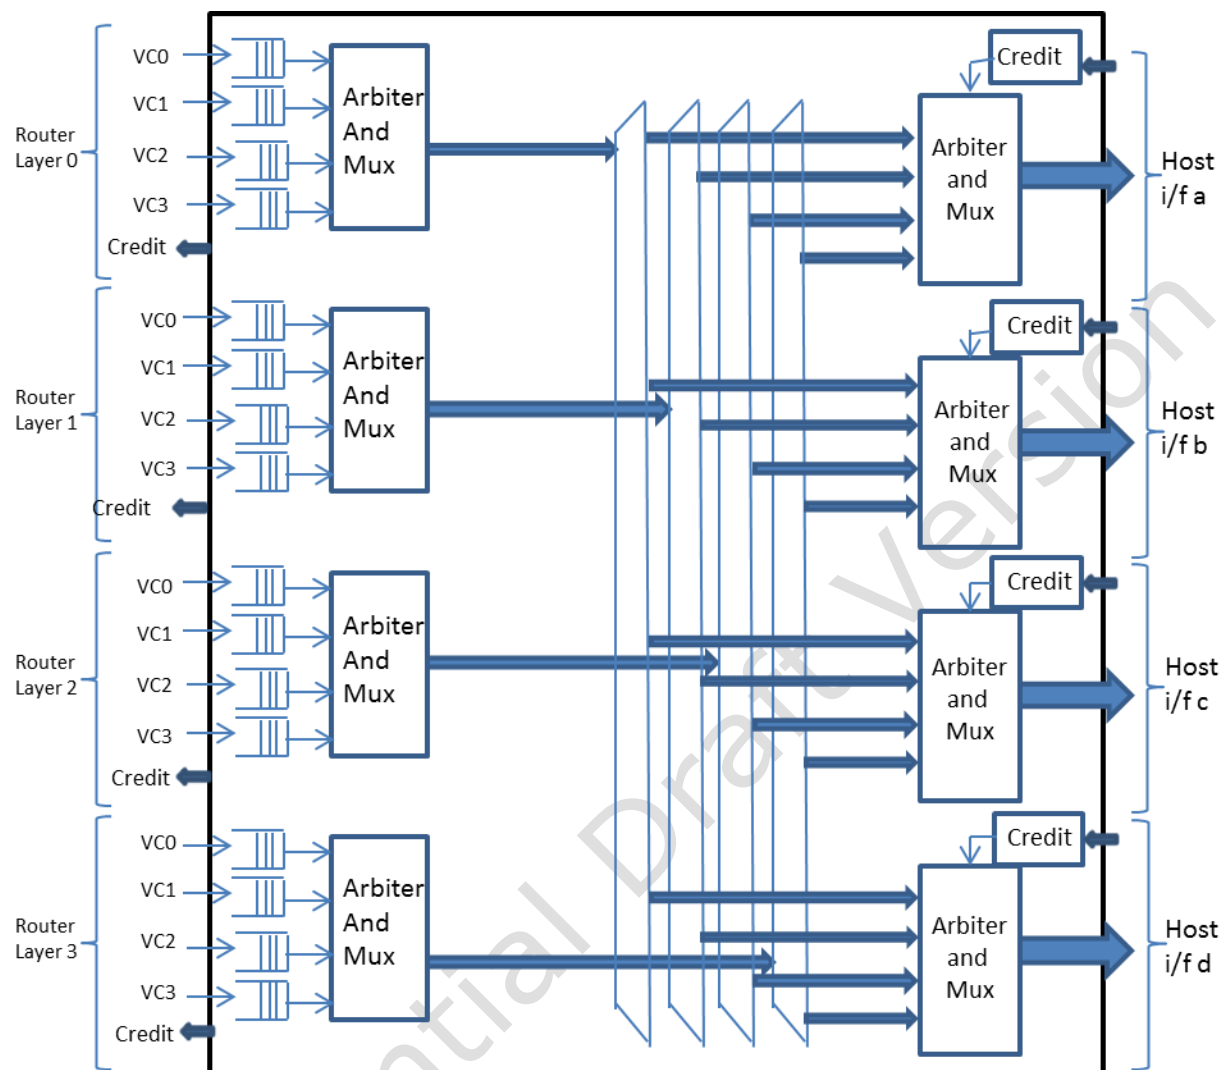 VC0
VC1
Router
Layer 0
VC2
VC3
Credit
Arbiter
And
Mux
Credit
Arbiter
and
Mux
Host
i/f a
VC0
VC1
Router
Layer 1
VC2
VC3
Credit
Arbiter
And
Mux
Credit
Arbiter
and
Mux
Host
i/f b
VC0
VC1
Router
Layer 2
VC2
VC3
Credit
Arbiter
And
Mux
Credit
Arbiter
and
Mux
Host
i/f c
VC0
VC1
Router
Layer 3
VC2
VC3
Credit
Arbiter
And
Mux
Credit
Arbiter
and
Mux
Host
i/f d
ntial Draft Version